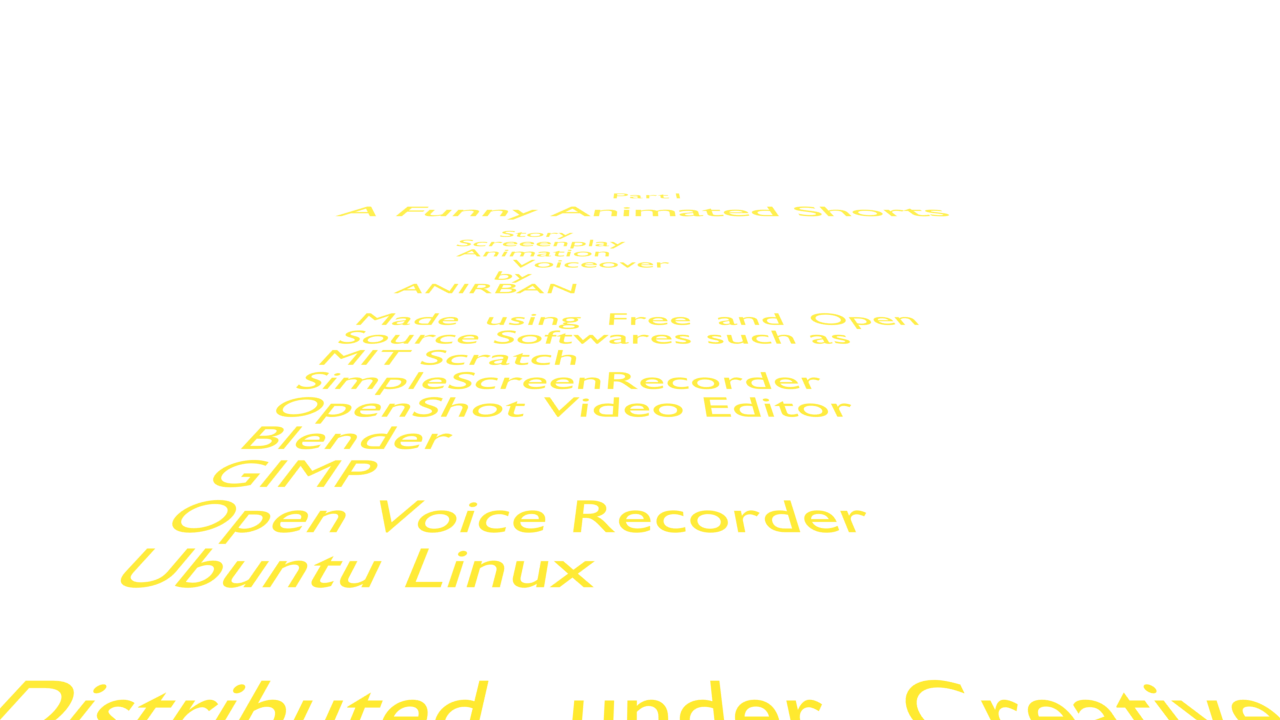 Part1
A Funny Animated Shorts
Story
Screeenplay
Animation
Voiceover
by
ANIRBAN
Made using Free and Open
Source Softwares such as
MIT Scratch
SimpleScreenRecorder
OpenShot Video Editor
Blender
GIMP
Open Voice Recorder
Ubuntu Linux
Distributed under Creative